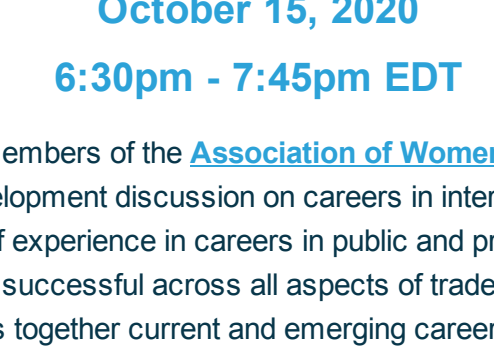 October 15, 2020
6:30pm - 7:45pm EDT
embers of the Association of Women
elopment discussion on careers in inter
f experience in careers in public and pr
successful across all aspects of trade
s together current and emerging career